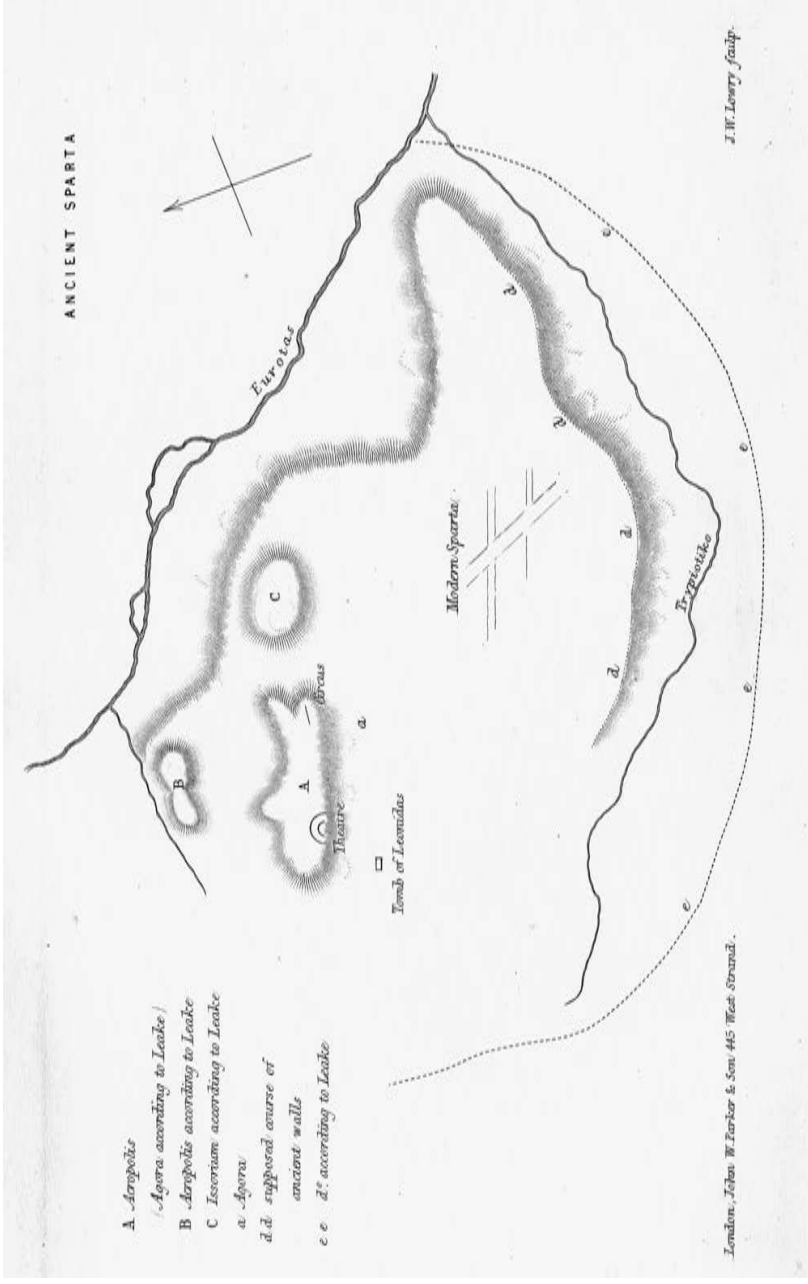 ANCIENT SPARTA
A Acropolis
(Agora according to Leake)
B Acropolis according to Leake
C Issorium according to Leake
a Agora
d.d supposed course of
ancient walls
e e dº according to Leake
Eurotas
B
C
A
Circus
Theatre
a
Tomb of Leonidas
Modern Sparta
d
d
d
d
Trypiotiko
e
e
e
e
London, John W. Parker & Son 445 West Strand.
J.W. Lowry sculp.